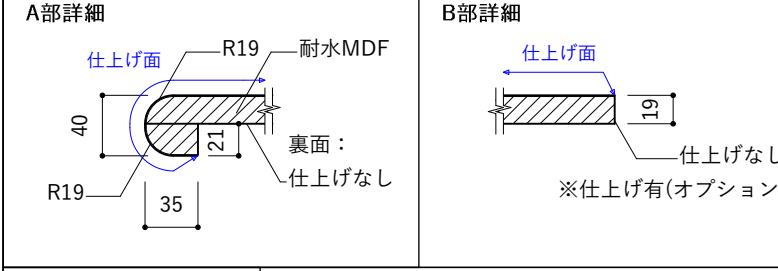 A部詳細
仕上げ面
R19
耐水MDF
40
21
裏面：
仕上げなし
R19
35
B部詳細
仕上げ面
19
仕上げなし
※仕上げ有(オプション